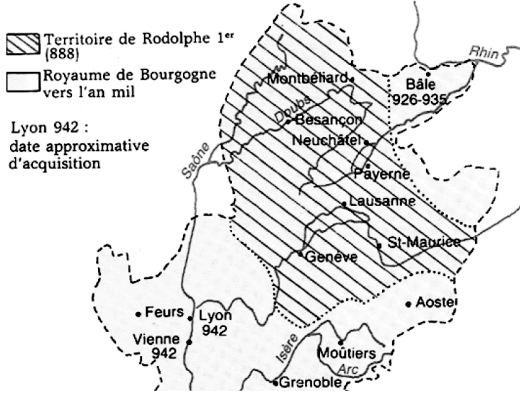 Territoire de Rodolphe 1er
(888)
Royaume de Bourgogne
vers l'an mil
Lyon 942 :
date approximative
d'acquisition
Rhin
Montbéliard
Bâle
926-935
Doubs
Besançon
Neuchâtel
Saône
Payerne
Lausanne
St-Maurice
Genève
Aoste
Feurs
Lyon
942
Vienne
942
Isère
Moûtiers
Arc
Grenoble